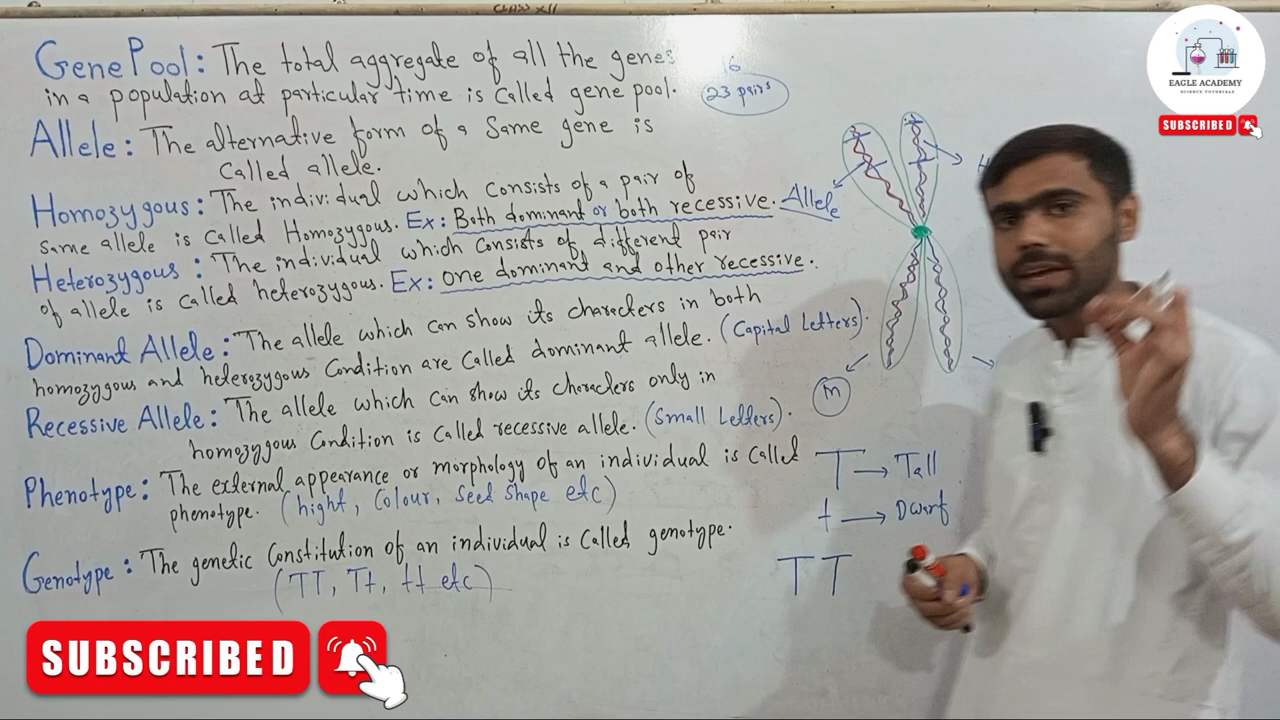 CLASS XII
Gene Pool: The total aggregate of all the genes
in a population at particular time is called gene pool.
16
23 pairs
Allele: The alternative form of a same gene is
Called allele.
Homozygous: The individual which consists of a pair of
same allele is called Homozygous. Ex: Both dominant or both recessive.
Allele
Heterozygous: The individual which consists of different pair
of allele is called heterozygous. Ex: one dominant and other recessive.
Dominant Allele: The allele which can show its characters in both
homozygous and heterozygous Condition are called dominant allele. (Capital Letters).
Recessive Allele: The allele which can show its characters only in
homozygous Condition is called recessive allele. (Small Letters).
m
Phenotype: The external appearance or morphology of an individual is called
phenotype. (hight, Colour, Seed Shape etc)
T → Tall
t → Dwarf
Genotype: The genetic Constitution of an individual is called genotype.
(TT, Tt, tt etc)
TT
EAGLE ACADEMY
SCIENCE TUTORIALS
SUBSCRIBED
SUBSCRIBED